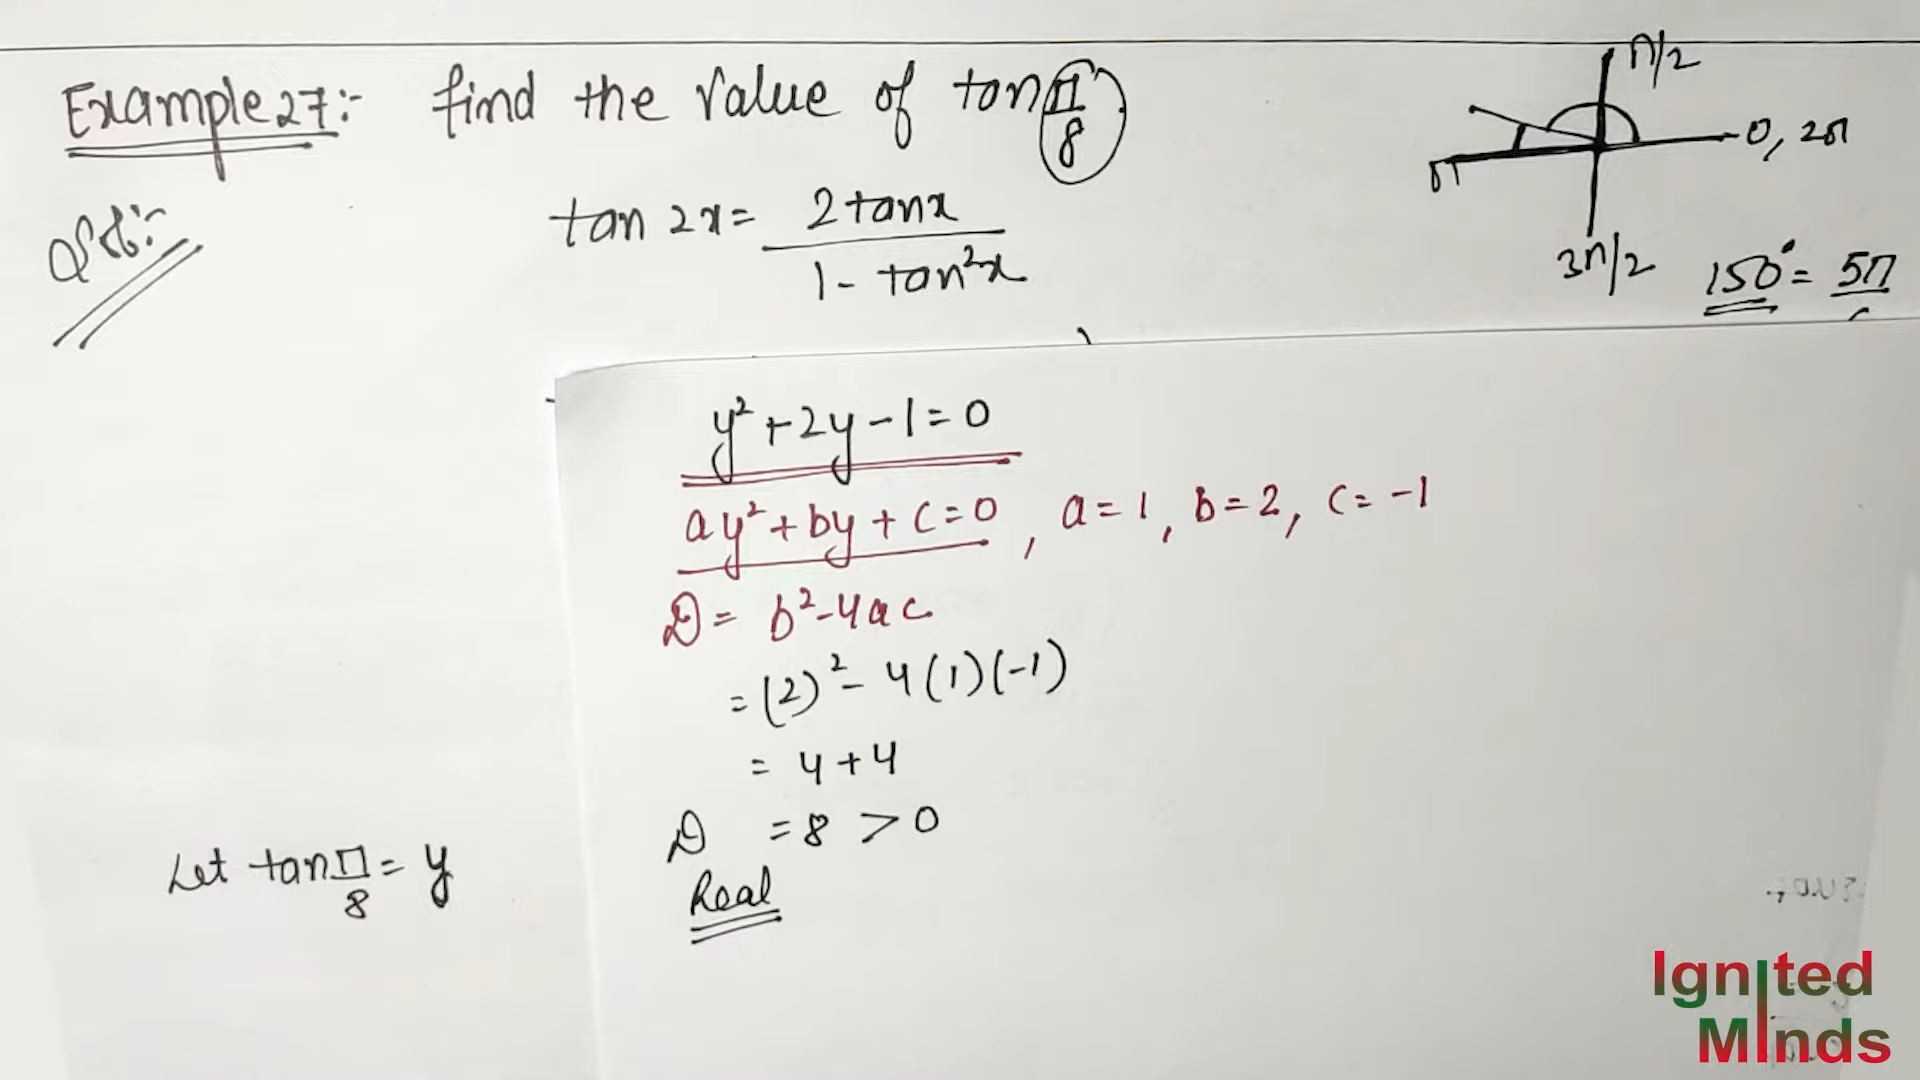 Example 27:- find the value of tan π/8
π/2
0, 2π
π
3π/2
150° = 5π
tan 2x = 2tanx / 1 - tan²x
y² + 2y - 1 = 0
ay² + by + c = 0, a = 1, b = 2, c = -1
D = b² - 4ac
= (2)² - 4(1)(-1)
= 4 + 4
D = 8 > 0
Let tan π/8 = y
Real
Ignited
Minds